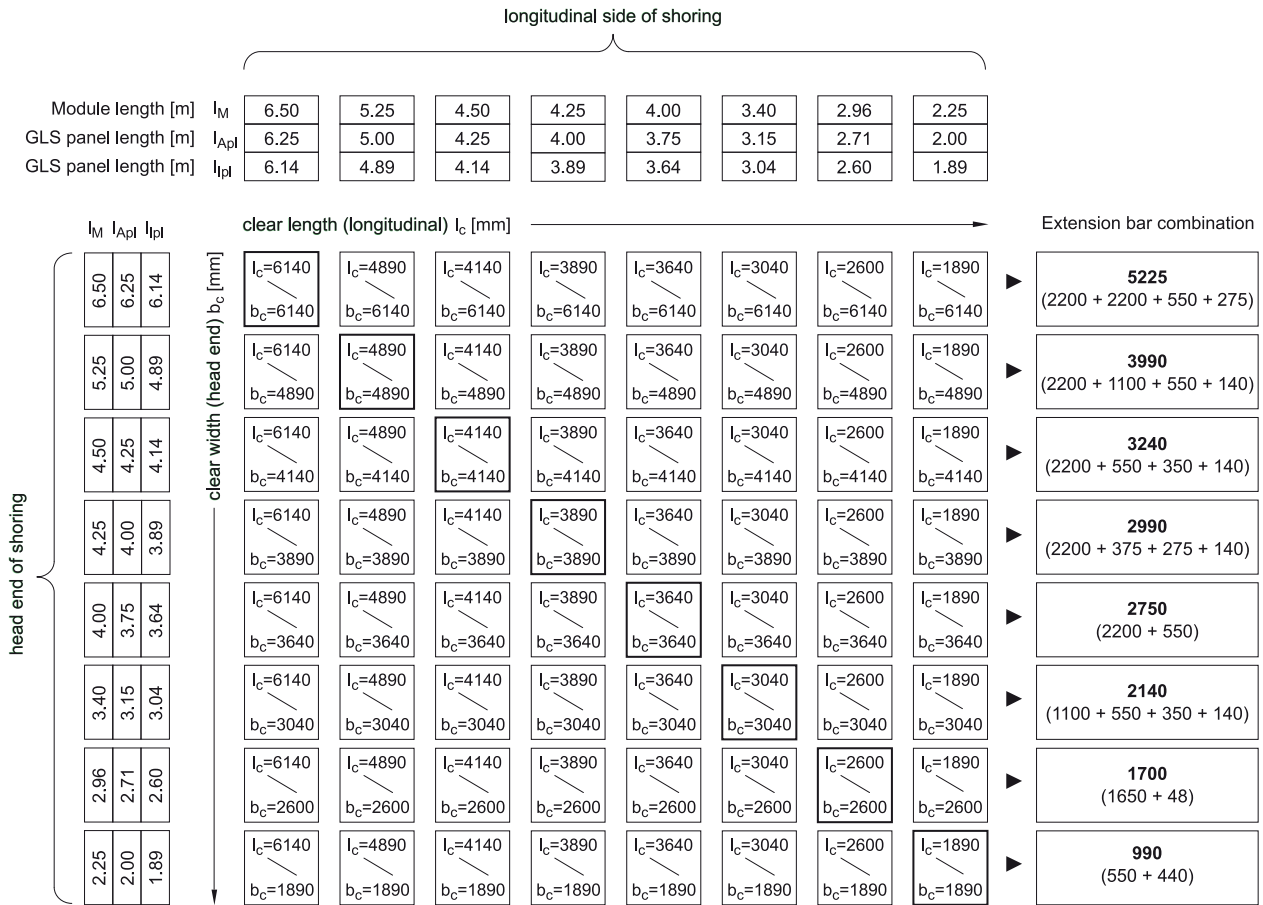 longitudinal side of shoring
Module length [m] lM 6.50 5.25 4.50 4.25 4.00 3.40 2.96 2.25
GLS panel length [m] lApl 6.25 5.00 4.25 4.00 3.75 3.15 2.71 2.00
GLS panel length [m] lIpl 6.14 4.89 4.14 3.89 3.64 3.04 2.60 1.89
clear length (longitudinal) lc [mm]
Extension bar combination
lM lApl lIpl
clear width (head end) bc [mm]
head end of shoring
6.50 6.25 6.14
lc=6140 lc=4890 lc=4140 lc=3890 lc=3640 lc=3040 lc=2600 lc=1890
bc=6140 bc=6140 bc=6140 bc=6140 bc=6140 bc=6140 bc=6140 bc=6140
5225
(2200 + 2200 + 550 + 275)
5.25 5.00 4.89
lc=6140 lc=4890 lc=4140 lc=3890 lc=3640 lc=3040 lc=2600 lc=1890
bc=4890 bc=4890 bc=4890 bc=4890 bc=4890 bc=4890 bc=4890 bc=4890
3990
(2200 + 1100 + 550 + 140)
4.50 4.25 4.14
lc=6140 lc=4890 lc=4140 lc=3890 lc=3640 lc=3040 lc=2600 lc=1890
bc=4140 bc=4140 bc=4140 bc=4140 bc=4140 bc=4140 bc=4140 bc=4140
3240
(2200 + 550 + 350 + 140)
4.25 4.00 3.89
lc=6140 lc=4890 lc=4140 lc=3890 lc=3640 lc=3040 lc=2600 lc=1890
bc=3890 bc=3890 bc=3890 bc=3890 bc=3890 bc=3890 bc=3890 bc=3890
2990
(2200 + 375 + 275 + 140)
4.00 3.75 3.64
lc=6140 lc=4890 lc=4140 lc=3890 lc=3640 lc=3040 lc=2600 lc=1890
bc=3640 bc=3640 bc=3640 bc=3640 bc=3640 bc=3640 bc=3640 bc=3640
2750
(2200 + 550)
3.40 3.15 3.04
lc=6140 lc=4890 lc=4140 lc=3890 lc=3640 lc=3040 lc=2600 lc=1890
bc=3040 bc=3040 bc=3040 bc=3040 bc=3040 bc=3040 bc=3040 bc=3040
2140
(1100 + 550 + 350 + 140)
2.96 2.71 2.60
lc=6140 lc=4890 lc=4140 lc=3890 lc=3640 lc=3040 lc=2600 lc=1890
bc=2600 bc=2600 bc=2600 bc=2600 bc=2600 bc=2600 bc=2600 bc=2600
1700
(1650 + 48)
2.25 2.00 1.89
lc=6140 lc=4890 lc=4140 lc=3890 lc=3640 lc=3040 lc=2600 lc=1890
bc=1890 bc=1890 bc=1890 bc=1890 bc=1890 bc=1890 bc=1890 bc=1890
990
(550 + 440)